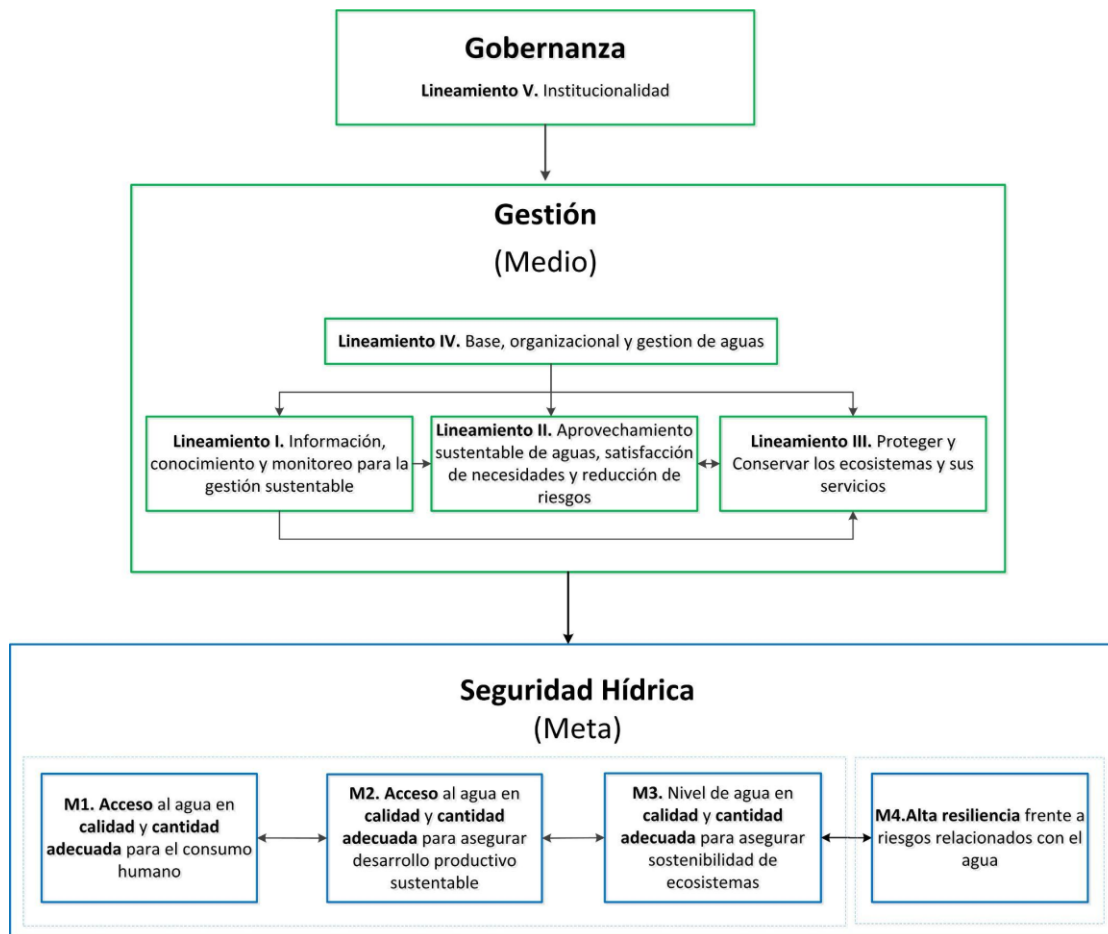 Gobernanza
Lineamiento V. Institucionalidad
Gestión
(Medio)
Lineamiento IV. Base, organizacional y gestion de aguas
Lineamiento I. Información,
conocimiento y monitoreo para la
gestión sustentable
Lineamiento II. Aprovechamiento
sustentable de aguas, satisfacción
de necesidades y reducción de
riesgos
Lineamiento III. Proteger y
Conservar los ecosistemas y sus
servicios
Seguridad Hídrica
(Meta)
M1. Acceso al agua en
calidad y cantidad
adecuada para el consumo
humano
M2. Acceso al agua en
calidad y cantidad
adecuada para asegurar
desarrollo productivo
sustentable
M3. Nivel de agua en
calidad y cantidad
adecuada para asegurar
sostenibilidad de
ecosistemas
M4.Alta resiliencia frente a
riesgos relacionados con el
agua